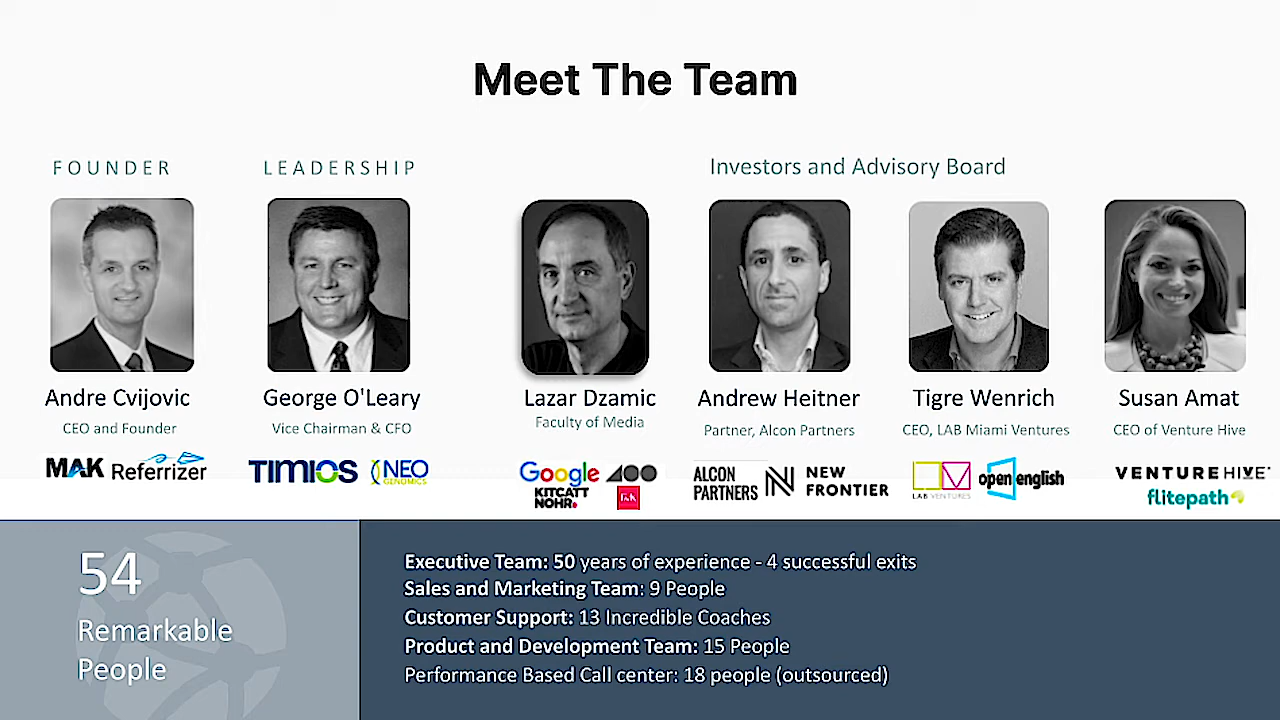 Meet The Team
FOUNDER
LEADERSHIP
Investors and Advisory Board
Andre Cvijovic
CEO and Founder
MAK Referrizer
George O'Leary
Vice Chairman & CFO
TIMIOS NEO
GENOMICS
Lazar Dzamic
Faculty of Media
Google
KITCATT
NOHR.
Andrew Heitner
Partner, Alcon Partners
ALCON
PARTNERS
NEW
FRONTIER
Tigre Wenrich
CEO, LAB Miami Ventures
LAB VENTURES
open english
Susan Amat
CEO of Venture Hive
VENTURE HIVE
flitepath
54
Remarkable
People
Executive Team: 50 years of experience - 4 successful exits
Sales and Marketing Team: 9 People
Customer Support: 13 Incredible Coaches
Product and Development Team: 15 People
Performance Based Call center: 18 people (outsourced)